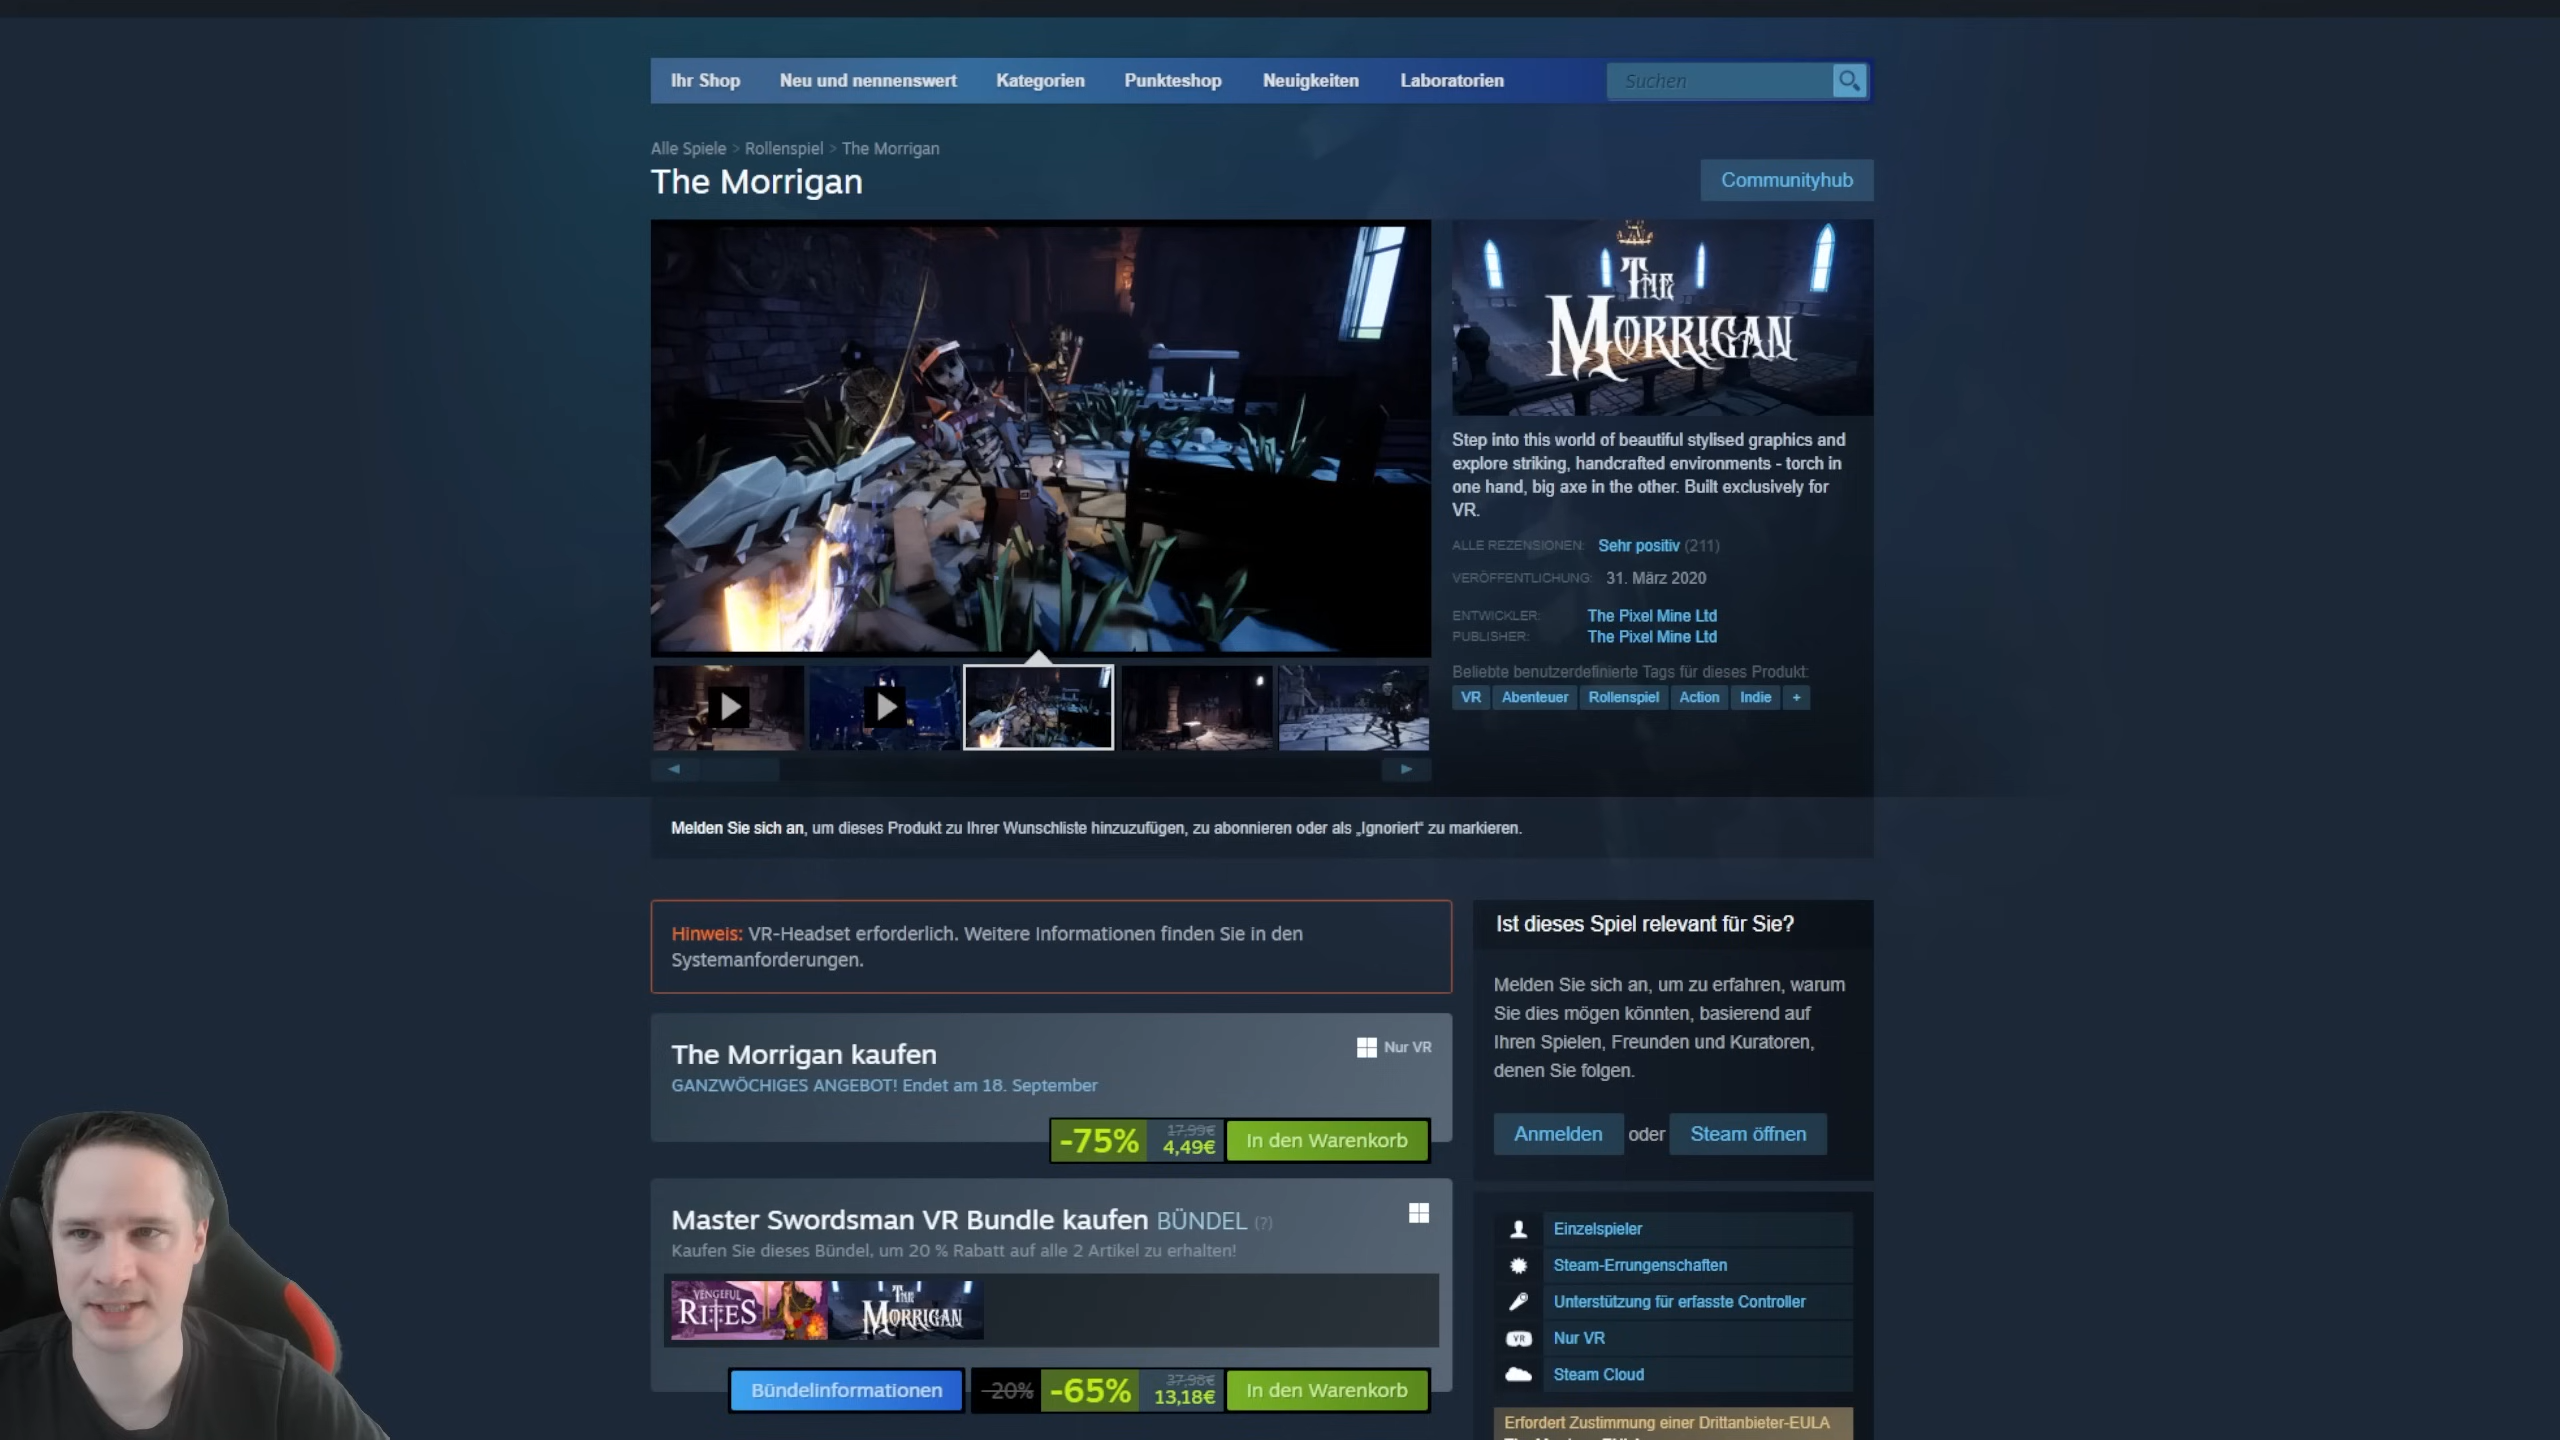 Ihr Shop Neu und nennenswert Kategorien Punkteshop Neuigkeiten Laboratorien Suchen
Alle Spiele > Rollenspiel > The Morrigan
The Morrigan
Communityhub
THE
MORRIGAN
Step into this world of beautiful stylised graphics and
explore striking, handcrafted environments - torch in
one hand, big axe in the other. Built exclusively for
VR.
ALLE REZENSIONEN: Sehr positiv (211)
VERÖFFENTLICHUNG: 31. März 2020
ENTWICKLER: The Pixel Mine Ltd
PUBLISHER: The Pixel Mine Ltd
Beliebte benutzerdefinierte Tags für dieses Produkt:
VR Abenteuer Rollenspiel Action Indie +
Melden Sie sich an, um dieses Produkt zu Ihrer Wunschliste hinzuzufügen, zu abonnieren oder als „Ignoriert“ zu markieren.
Hinweis: VR-Headset erforderlich. Weitere Informationen finden Sie in den
Systemanforderungen.
The Morrigan kaufen
Nur VR
GANZWÖCHIGES ANGEBOT! Endet am 18. September
-75% 17,99€ 4,49€ In den Warenkorb
Master Swordsman VR Bundle kaufen BÜNDEL (?)
Kaufen Sie dieses Bündel, um 20 % Rabatt auf alle 2 Artikel zu erhalten!
VENGEFUL
RITES
THE
MORRIGAN
Bündelinformationen -20% -65% 37,98€ 13,18€ In den Warenkorb
Ist dieses Spiel relevant für Sie?
Melden Sie sich an, um zu erfahren, warum
Sie dies mögen könnten, basierend auf
Ihren Spielen, Freunden und Kuratoren,
denen Sie folgen.
Anmelden oder Steam öffnen
Einzelspieler
Steam-Errungenschaften
Unterstützung für erfasste Controller
VR Nur VR
Steam Cloud
Erfordert Zustimmung einer Drittanbieter-EULA